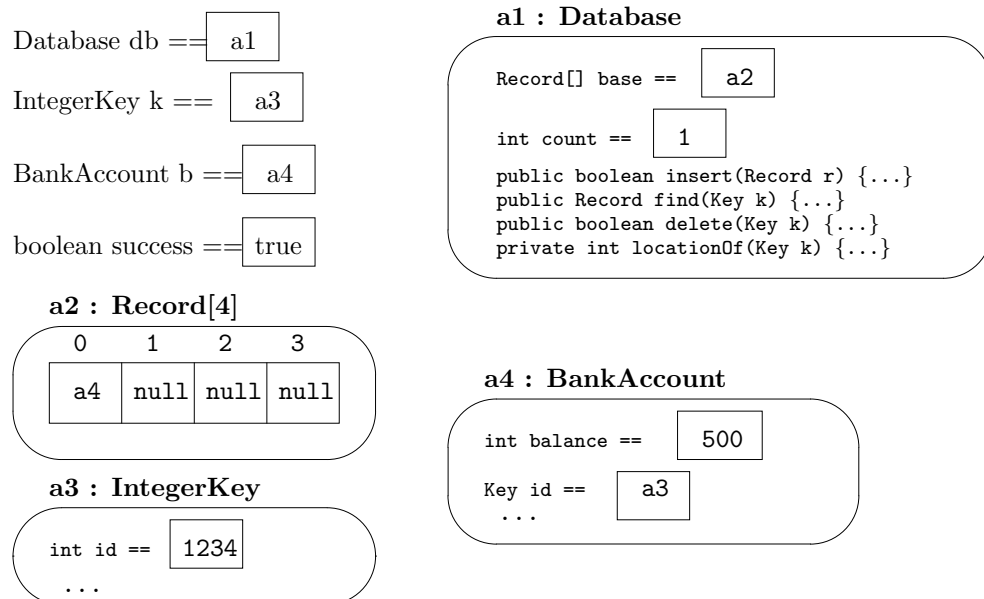 Database db == a1
IntegerKey k == a3
BankAccount b == a4
boolean success == true
a1 : Database
Record[] base == a2
int count == 1
public boolean insert(Record r) {...}
public Record find(Key k) {...}
public boolean delete(Key k) {...}
private int locationOf(Key k) {...}
a2 : Record[4]
0 1 2 3
a4 null null null
a3 : IntegerKey
int id == 1234
...
a4 : BankAccount
int balance == 500
Key id == a3
...